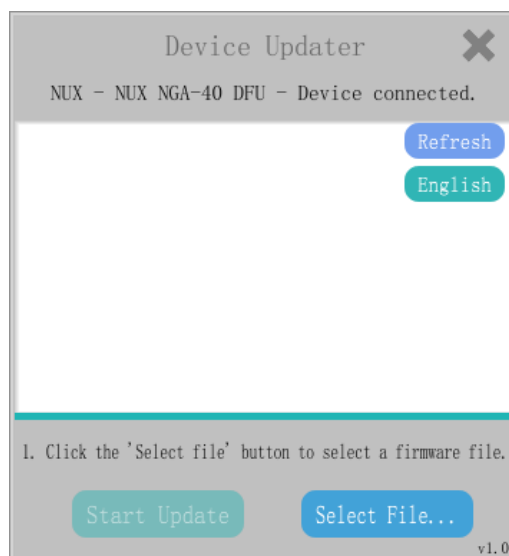 Device Updater
NUX - NUX NGA-40 DFU - Device connected.
Refresh
English
1. Click the 'Select file' button to select a firmware file.
Start Update
Select File...
v1.0